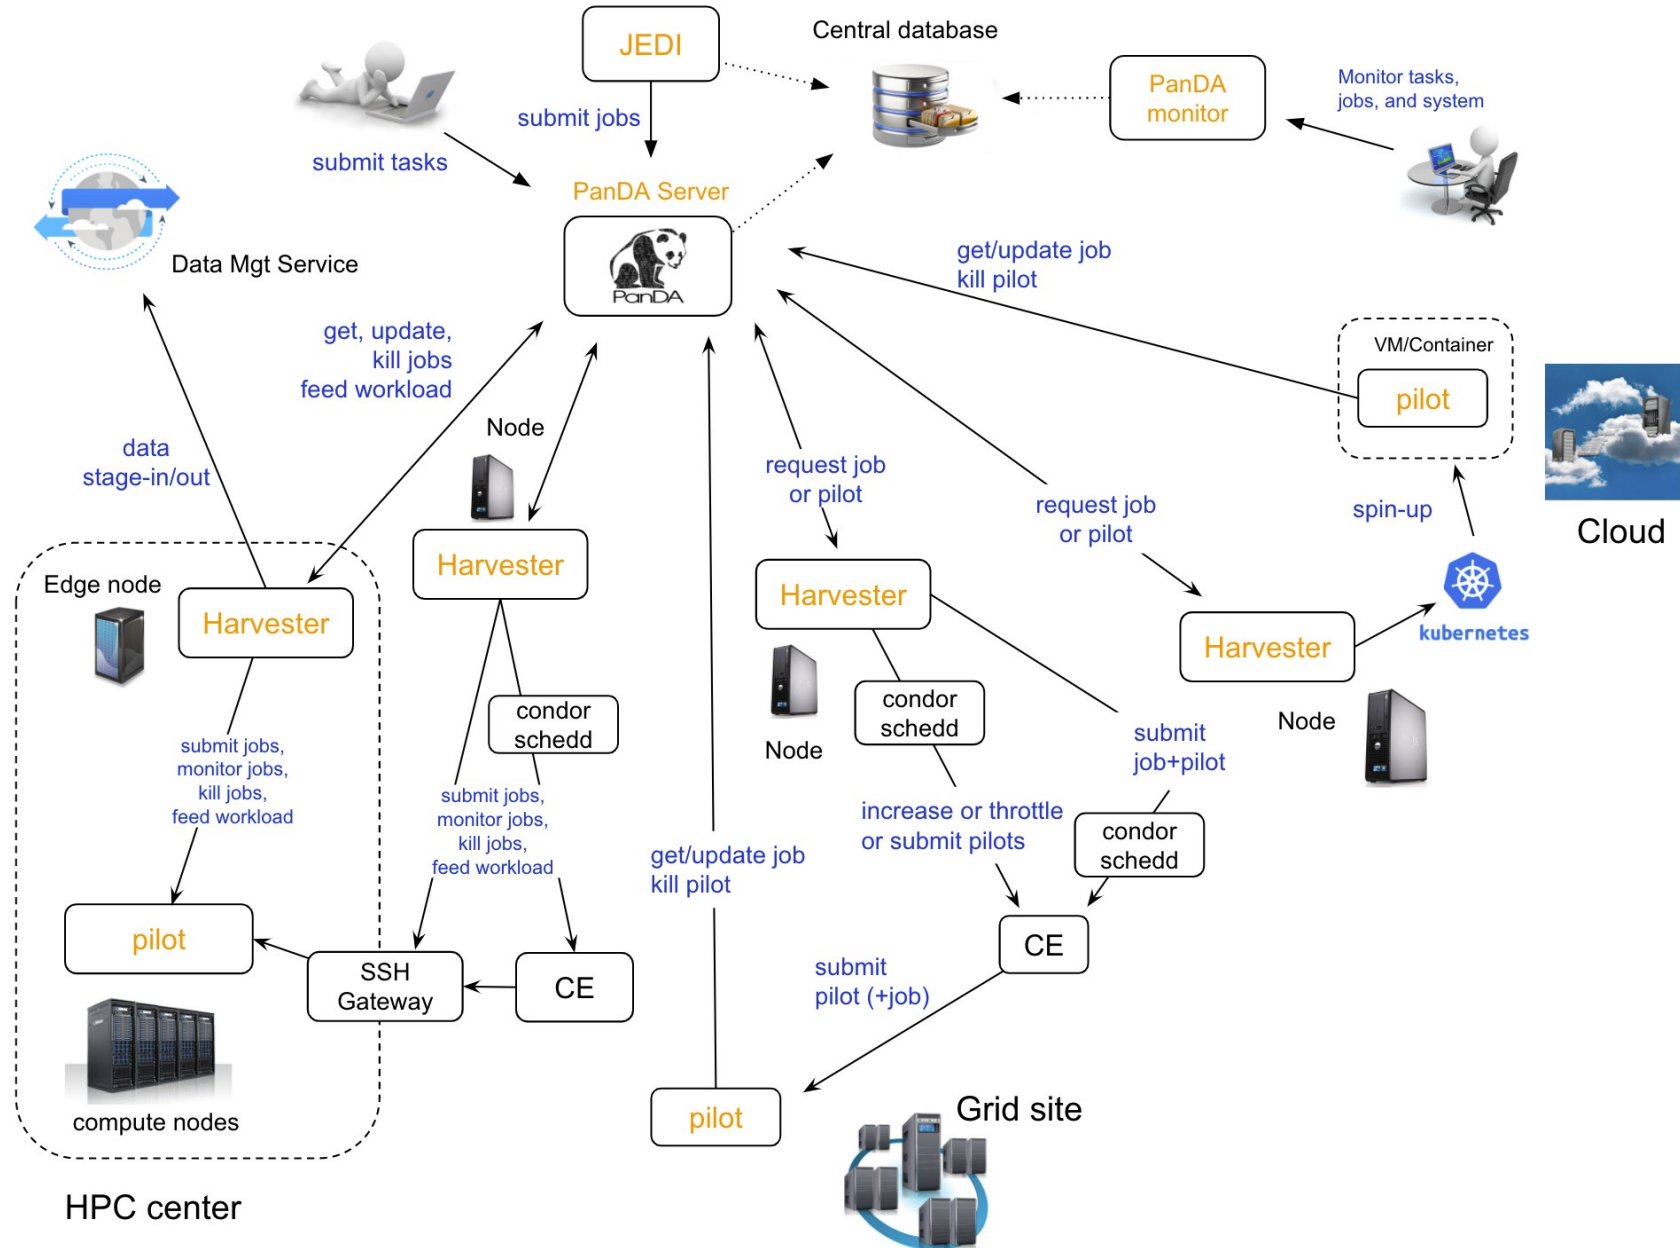 JEDI
Central database
PanDA
monitor
Monitor tasks,
jobs, and system
submit jobs
submit tasks
PanDA Server
PanDA
Data Mgt Service
get/update job
kill pilot
get, update,
kill jobs
feed workload
VM/Container
pilot
Node
data
stage-in/out
request job
or pilot
request job
or pilot
spin-up
Cloud
Edge node
Harvester
Harvester
Harvester
Harvester
kubernetes
condor
schedd
condor
schedd
Node
Node
submit
job+pilot
submit jobs,
monitor jobs,
kill jobs,
feed workload
submit jobs,
monitor jobs,
kill jobs,
feed workload
increase or throttle
or submit pilots
condor
schedd
get/update job
kill pilot
pilot
SSH
Gateway
CE
CE
submit
pilot (+job)
compute nodes
pilot
Grid site
HPC center